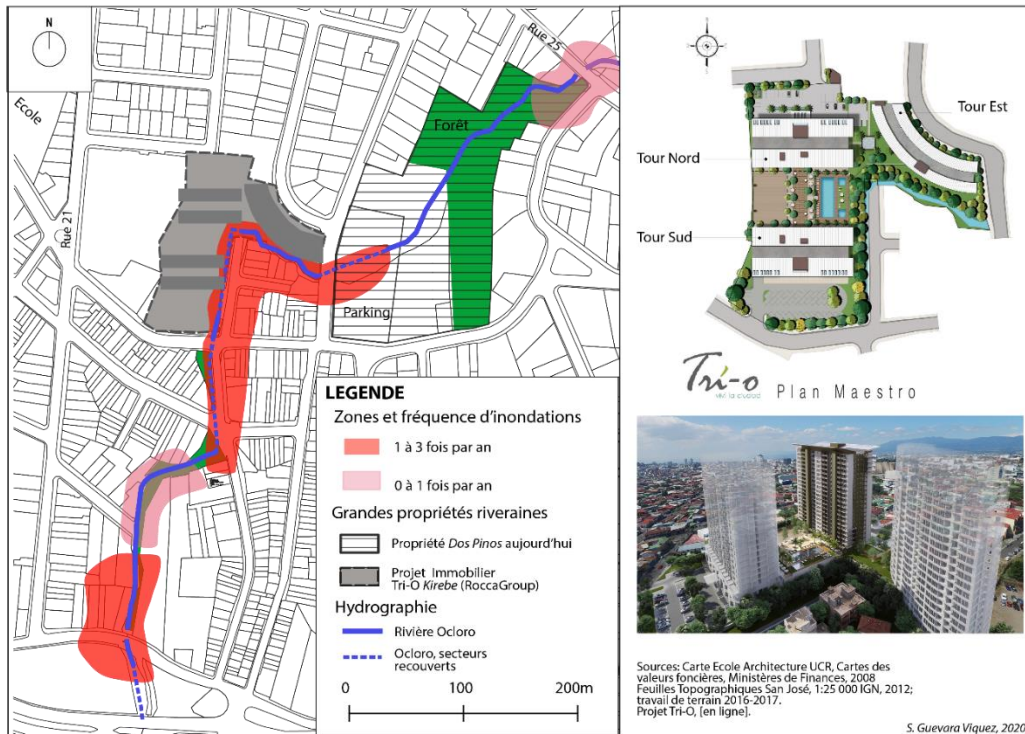 N
Ecole
Rue 21
Rue 25
Forêt
Parking
LEGENDE
Zones et fréquence d'inondations
1 à 3 fois par an
0 à 1 fois par an
Grandes propriétés riveraines
Propriété Dos Pinos aujourd'hui
Projet Immobilier
Tri-O Kirebe (RoccaGroup)
Hydrographie
Rivière Ocloro
Ocloro, secteurs
recouverts
0 100 200m
Tour Est
Tour Nord
Tour Sud
Tri-o
viví la ciudad
Plan Maestro
Sources: Carte Ecole Architecture UCR, Cartes des
valeurs foncières, Ministères de Finances, 2008
Feuilles Topographiques San José, 1:25 000 IGN, 2012;
travail de terrain 2016-2017.
Projet Tri-O, [en ligne].
S. Guevara Viquez, 2020